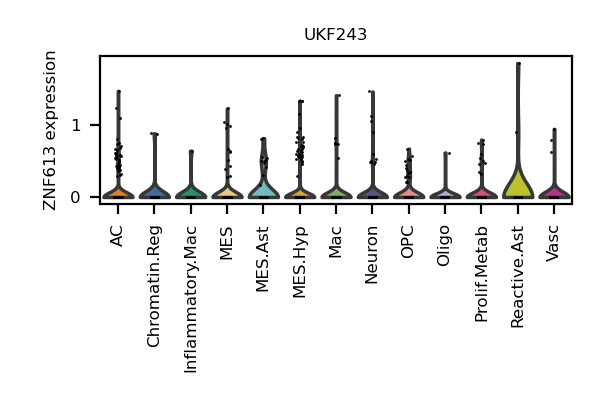 UKF243
ZNF613 expression
1
0
AC
Chromatin.Reg
Inflammatory.Mac
MES
MES.Ast
MES.Hyp
Mac
Neuron
OPC
Oligo
Prolif.Metab
Reactive.Ast
Vasc